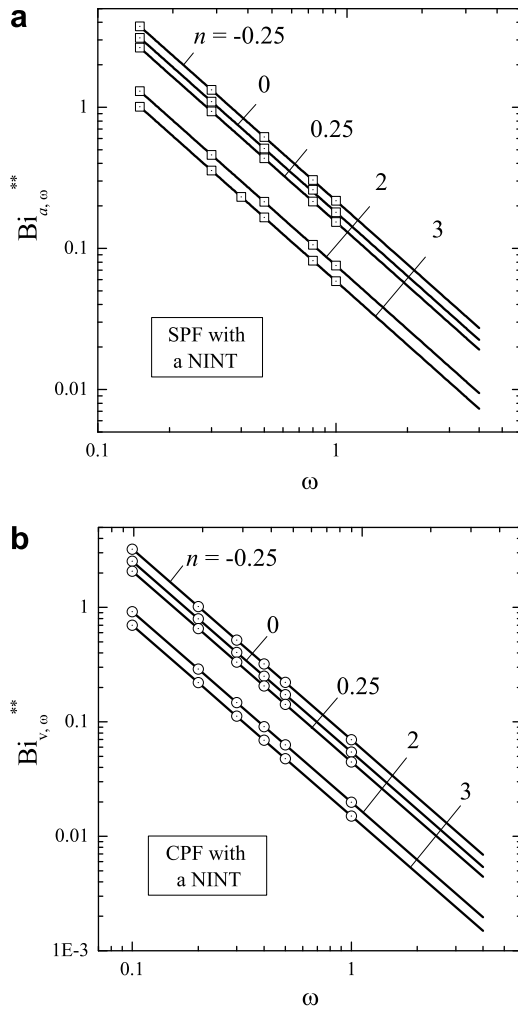 a
n = -0.25
0
0.25
2
3
1
0.1
0.01
Bi a, ω **
SPF with
a NINT
0.1
1
ω
b
n = -0.25
0
0.25
2
3
1
0.1
0.01
1E-3
Bi v, ω **
CPF with
a NINT
0.1
1
ω